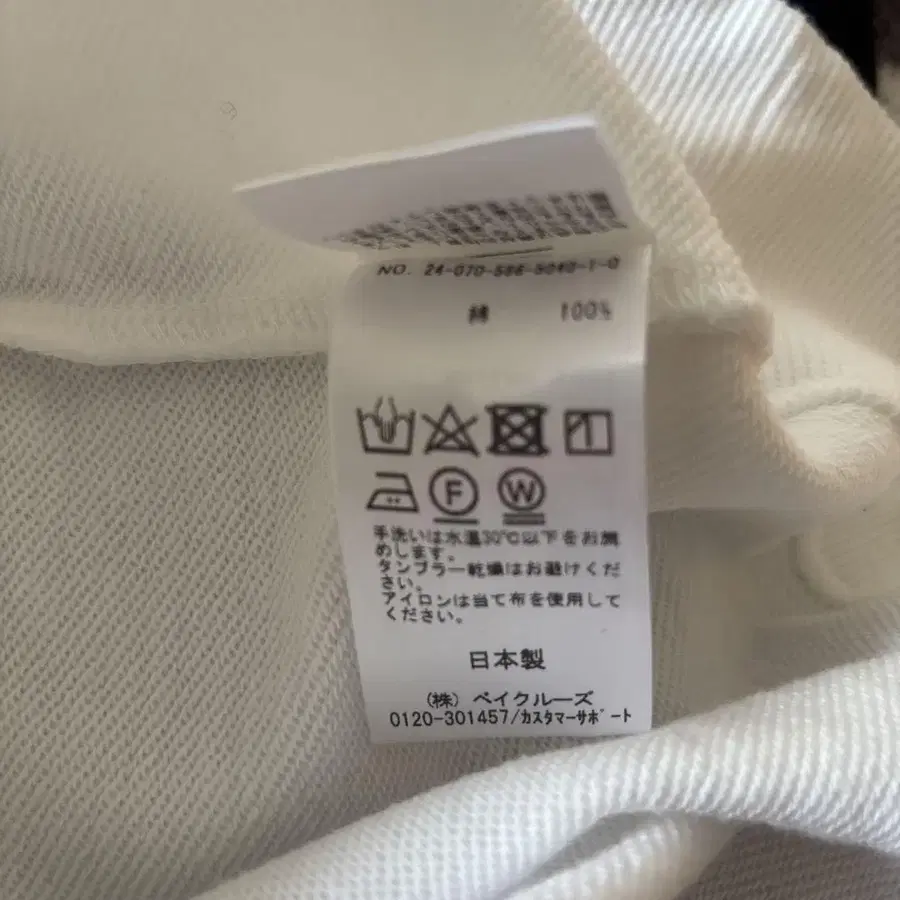 NO. 24-070-566-5040-1-0
綿 100%
F W
手洗いは水温30℃以下をお薦
めします。
タンブラー乾燥はお避けくだ
さい。
アイロンは当て布を使用して
ください。
日本製
(株) ベイクルーズ
0120-301457/カスタマーサポート